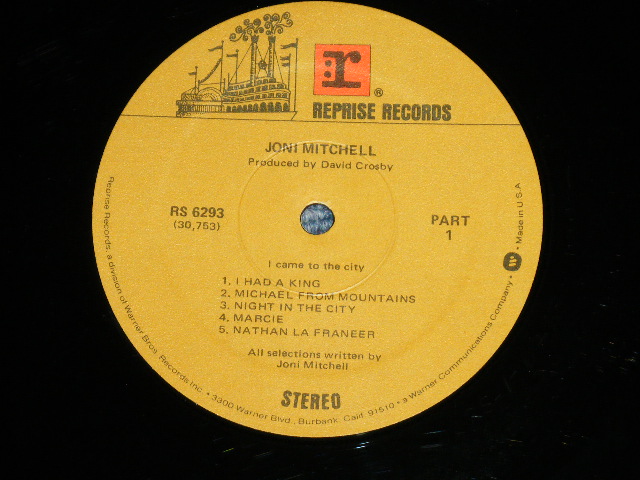 r®
REPRISE RECORDS
JONI MITCHELL
Produced by David Crosby
RS 6293
(30,753)
PART
1
I came to the city
1. I HAD A KING
2. MICHAEL FROM MOUNTAINS
3. NIGHT IN THE CITY
4. MARCIE
5. NATHAN LA FRANEER
All selections written by
Joni Mitchell
STEREO
Reprise Records, a division of Warner Bros. Records Inc. • 3300 Warner Blvd., Burbank, Calif. 91510 • a Warner Communications Company • W • Made in U.S.A.